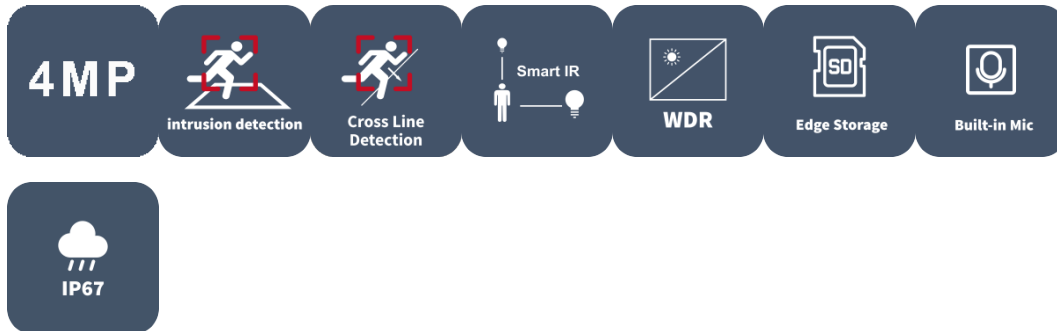 4MP
intrusion detection
Cross Line
Detection
Smart IR
WDR
SD
Edge Storage
Built-in Mic
IP67